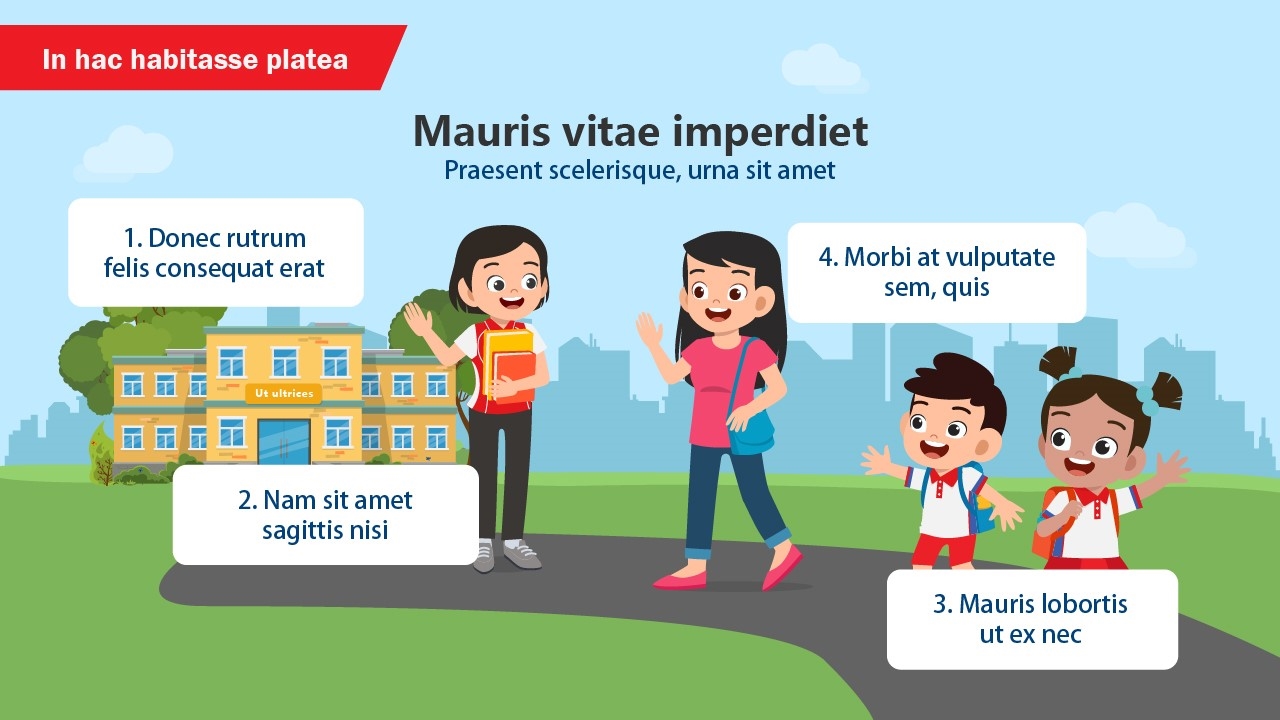 In hac habitasse platea
Mauris vitae imperdiet
Praesent scelerisque, urna sit amet
1. Donec rutrum
felis consequat erat
4. Morbi at vulputate
sem, quis
Ut ultrices
2. Nam sit amet
sagittis nisi
3. Mauris lobortis
ut ex nec